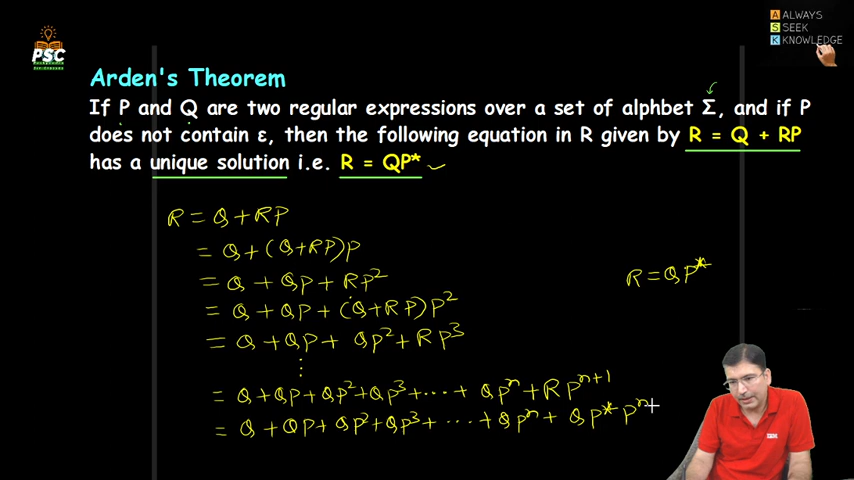 PSC
ALWAYS
SEEK
KNOWLEDGE
A
S
K
Arden's Theorem
If P and Q are two regular expressions over a set of alphbet Σ, and if P
does not contain ε, then the following equation in R given by R = Q + RP
has a unique solution i.e. R = QP*
R = Q + RP
= Q + (Q+RP)P
= Q + QP + RP²
= Q + QP + (Q+RP)P²
= Q + QP + QP² + RP³
⋮
= Q + QP + QP² + QP³ + ... + QPⁿ + RPⁿ⁺¹
= Q + QP + QP² + QP³ + ... + QPⁿ + QP* Pⁿ
R = QP*
IBM